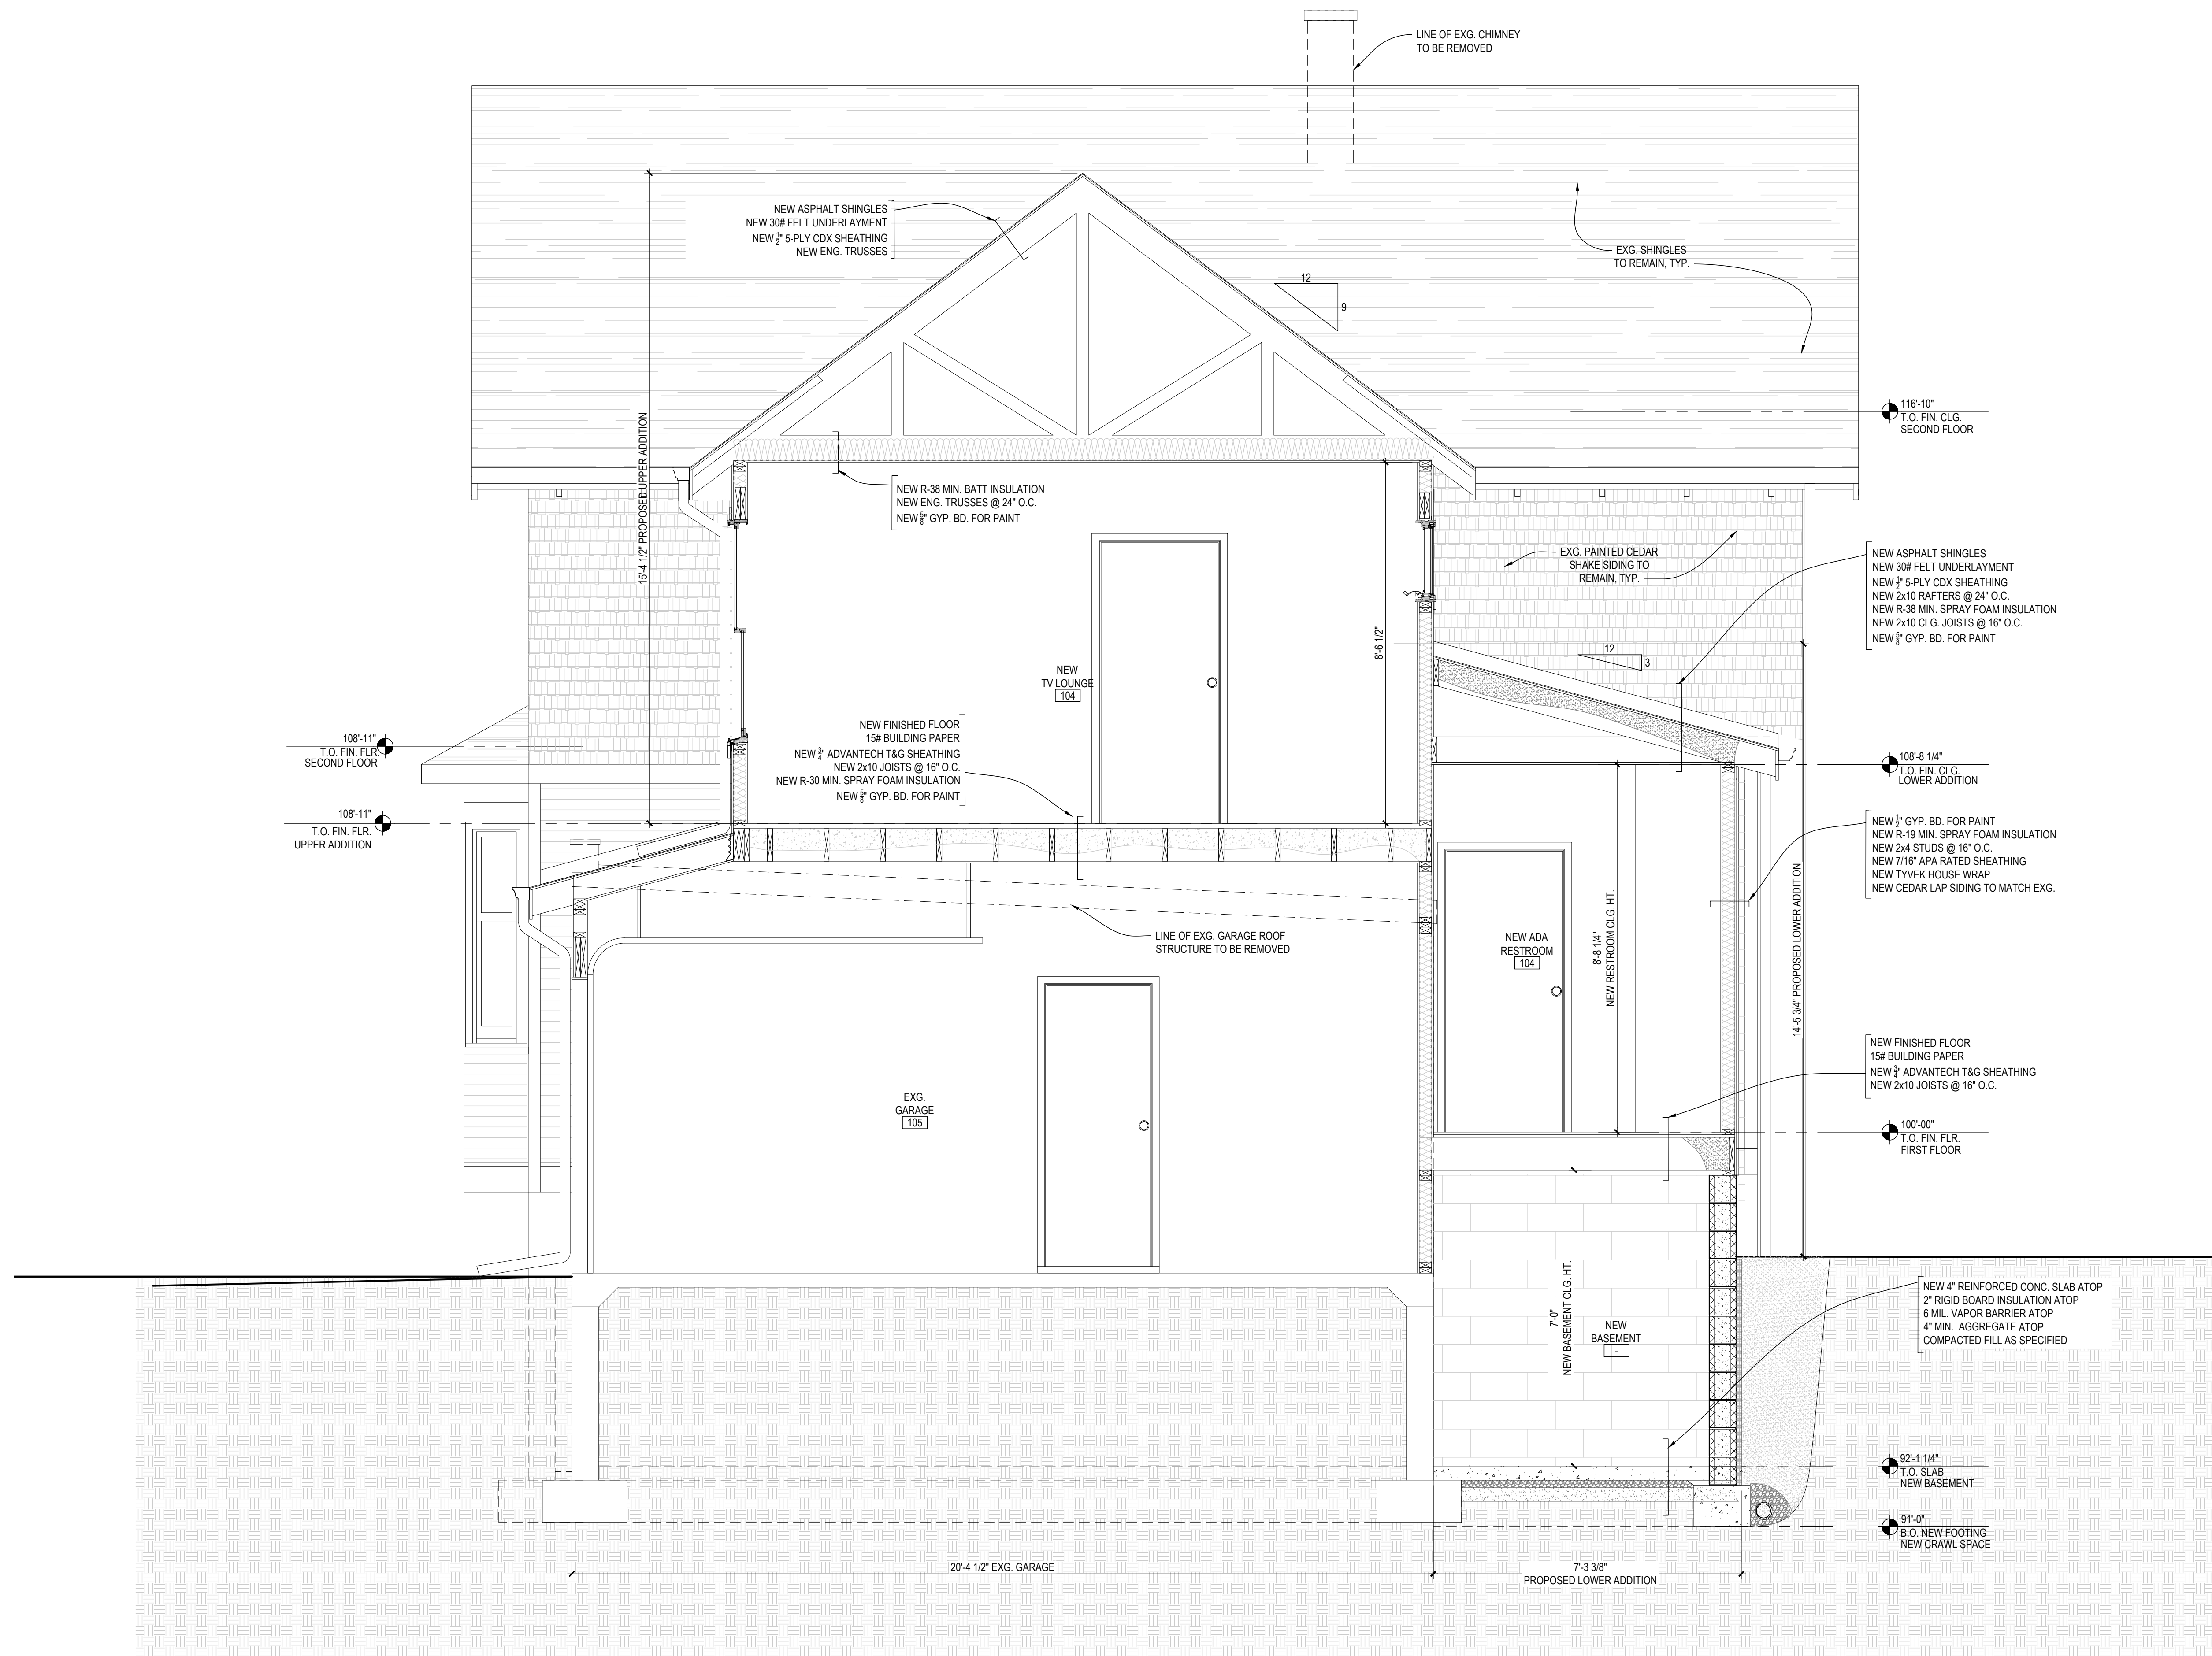 LINE OF EXG. CHIMNEY
TO BE REMOVED
NEW ASPHALT SHINGLES
NEW 30# FELT UNDERLAYMENT
NEW 1/2" 5-PLY CDX SHEATHING
NEW ENG. TRUSSES
EXG. SHINGLES
TO REMAIN, TYP.
12
9
15'-4 1/2" PROPOSED UPPER ADDITION
116'-10"
T.O. FIN. CLG.
SECOND FLOOR
NEW R-38 MIN. BATT INSULATION
NEW ENG. TRUSSES @ 24" O.C.
NEW 5/8" GYP. BD. FOR PAINT
EXG. PAINTED CEDAR
SHAKE SIDING TO
REMAIN, TYP.
NEW ASPHALT SHINGLES
NEW 30# FELT UNDERLAYMENT
NEW 1/2" 5-PLY CDX SHEATHING
NEW 2x10 RAFTERS @ 24" O.C.
NEW R-38 MIN. SPRAY FOAM INSULATION
NEW 2x10 CLG. JOISTS @ 16" O.C.
NEW 5/8" GYP. BD. FOR PAINT
8'-6 1/2"
12
3
NEW
TV LOUNGE
104
NEW FINISHED FLOOR
15# BUILDING PAPER
NEW 3/4" ADVANTECH T&G SHEATHING
NEW 2x10 JOISTS @ 16" O.C.
NEW R-30 MIN. SPRAY FOAM INSULATION
NEW 5/8" GYP. BD. FOR PAINT
108'-11"
T.O. FIN. FLR.
SECOND FLOOR
108'-8 1/4"
T.O. FIN. CLG.
LOWER ADDITION
108'-11"
T.O. FIN. FLR.
UPPER ADDITION
NEW 1/2" GYP. BD. FOR PAINT
NEW R-19 MIN. SPRAY FOAM INSULATION
NEW 2x4 STUDS @ 16" O.C.
NEW 7/16" APA RATED SHEATHING
NEW TYVEK HOUSE WRAP
NEW CEDAR LAP SIDING TO MATCH EXG.
LINE OF EXG. GARAGE ROOF
STRUCTURE TO BE REMOVED
NEW ADA
RESTROOM
104
8'-8 1/4"
NEW RESTROOM CLG. HT.
14'-5 3/4" PROPOSED LOWER ADDITION
NEW FINISHED FLOOR
15# BUILDING PAPER
NEW 3/4" ADVANTECH T&G SHEATHING
NEW 2x10 JOISTS @ 16" O.C.
EXG.
GARAGE
105
100'-00"
T.O. FIN. FLR.
FIRST FLOOR
7'-0"
NEW BASEMENT CLG. HT.
NEW
BASEMENT
-
NEW 4" REINFORCED CONC. SLAB ATOP
2" RIGID BOARD INSULATION ATOP
6 MIL. VAPOR BARRIER ATOP
4" MIN. AGGREGATE ATOP
COMPACTED FILL AS SPECIFIED
92'-1 1/4"
T.O. SLAB
NEW BASEMENT
91'-0"
B.O. NEW FOOTING
NEW CRAWL SPACE
20'-4 1/2" EXG. GARAGE
7'-3 3/8"
PROPOSED LOWER ADDITION